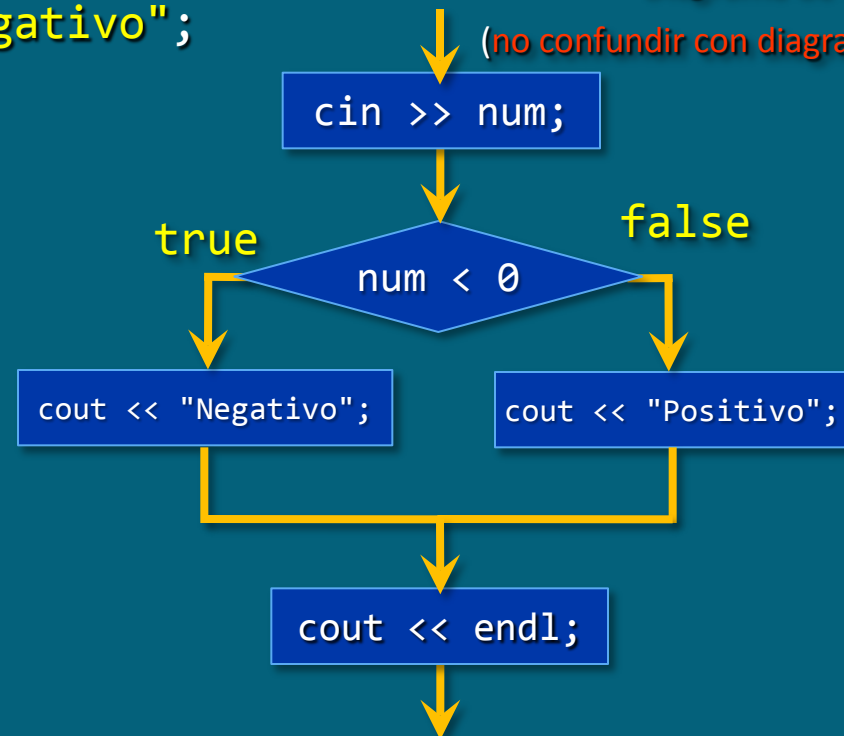 gativo";
(no confundir con diagra
cin >> num;
true
false
num < 0
cout << "Negativo";
cout << "Positivo";
cout << endl;